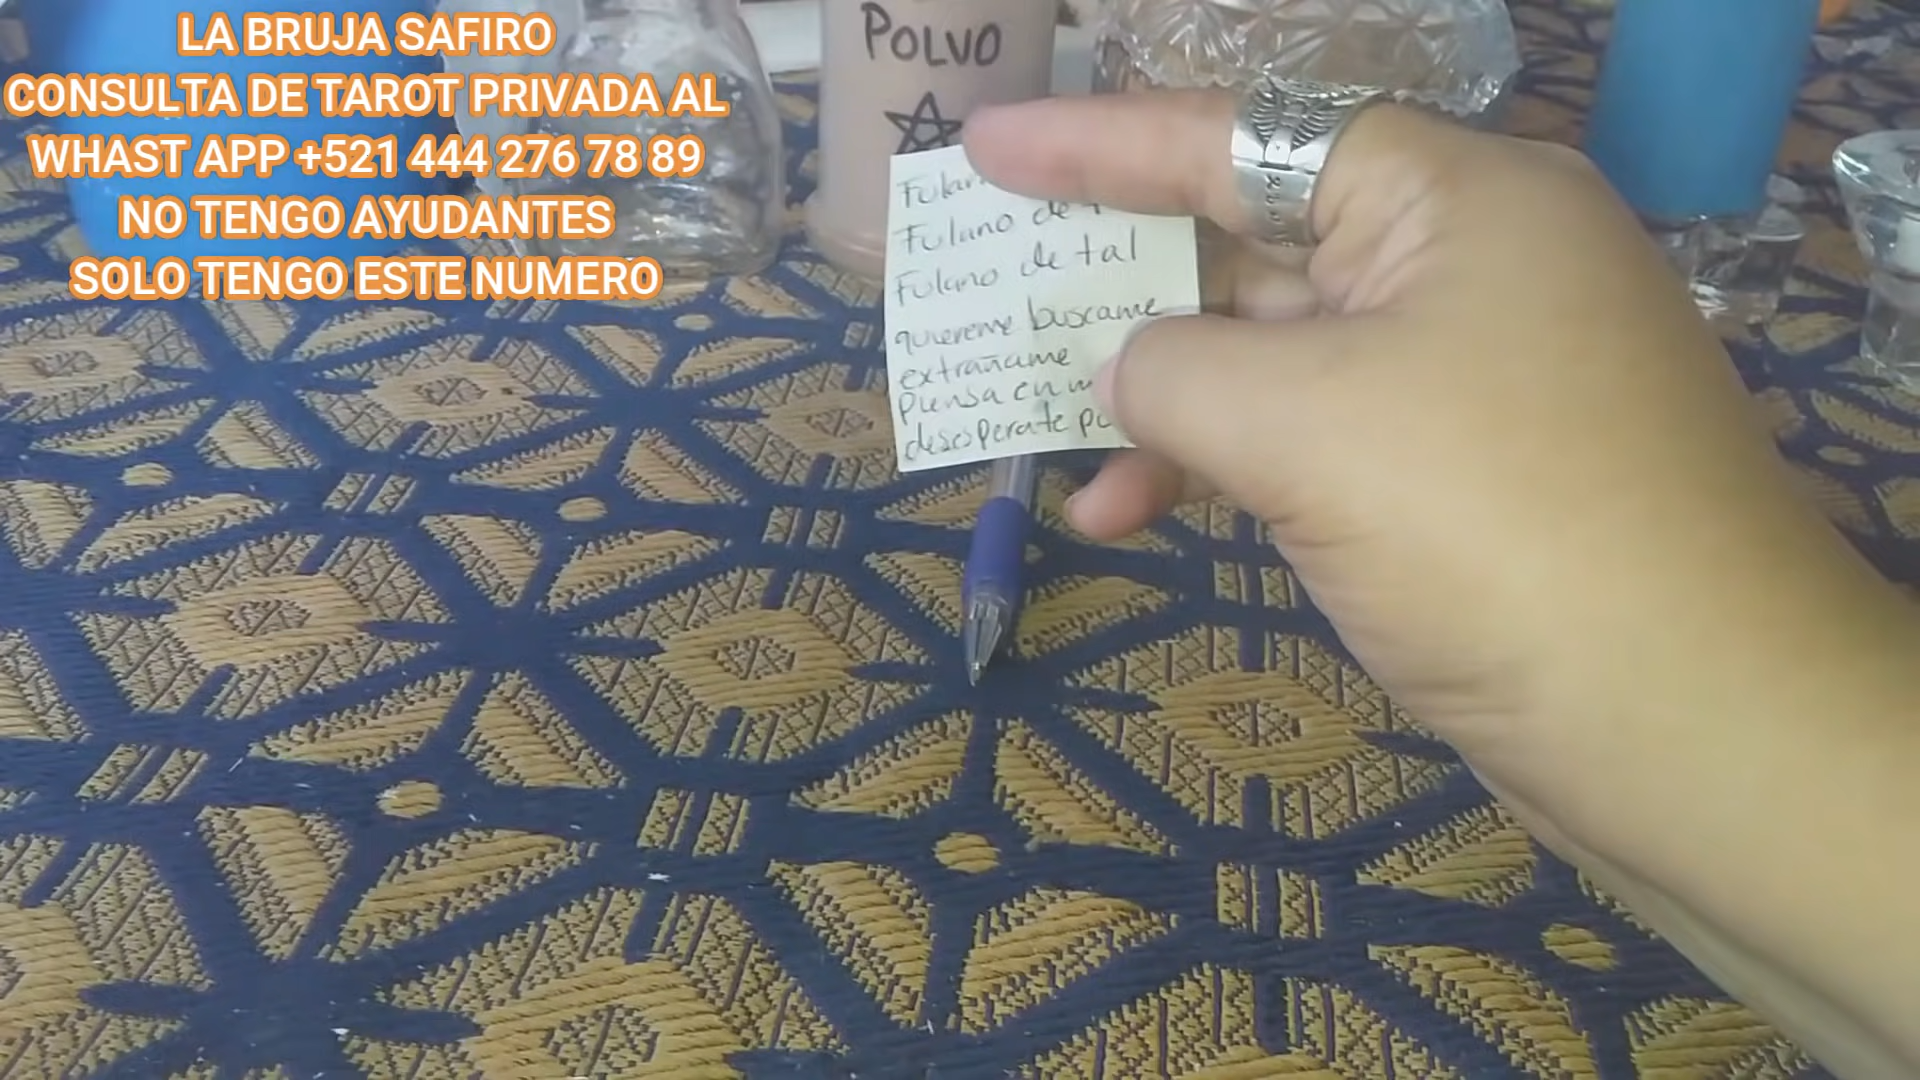 LA BRUJA SAFIRO
CONSULTA DE TAROT PRIVADA AL
WHAST APP +521 444 276 78 89
NO TENGO AYUDANTES
SOLO TENGO ESTE NUMERO
POLVO
Fulano de
Fulano de tal
quiereme buscame
extrañame
piensa en
desesperate